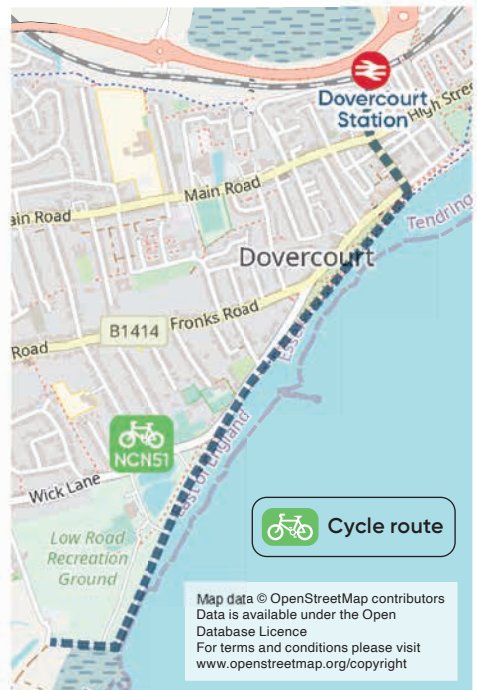 Dovercourt
Station
High Stree
Main Road
ain Road
Tendring
Dovercourt
B1414
Fronks Road
Road
Essex
NCN51
East of England
Wick Lane
Cycle route
Low Road
Recreation
Ground
Map data © OpenStreetMap contributors
Data is available under the Open
Database Licence
For terms and conditions please visit
www.openstreetmap.org/copyright